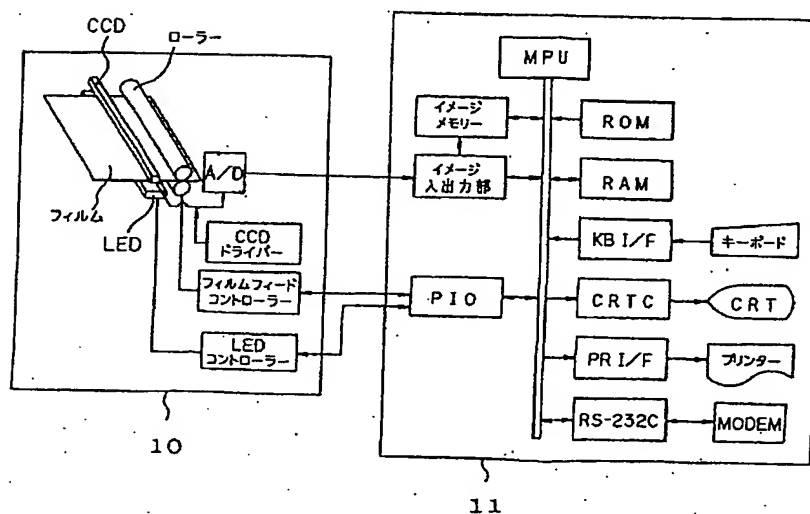 CCD
ローラー
フィルム
LED
A/D
CCD
ドライバー
フィルムフィード
コントローラー
LED
コントローラー
10
MPU
イメージ
メモリー
イメージ
入出力部
PIO
ROM
RAM
KB I/F
キーボード
CRTC
CRT
PR I/F
プリンター
RS-232C
MODEM
11